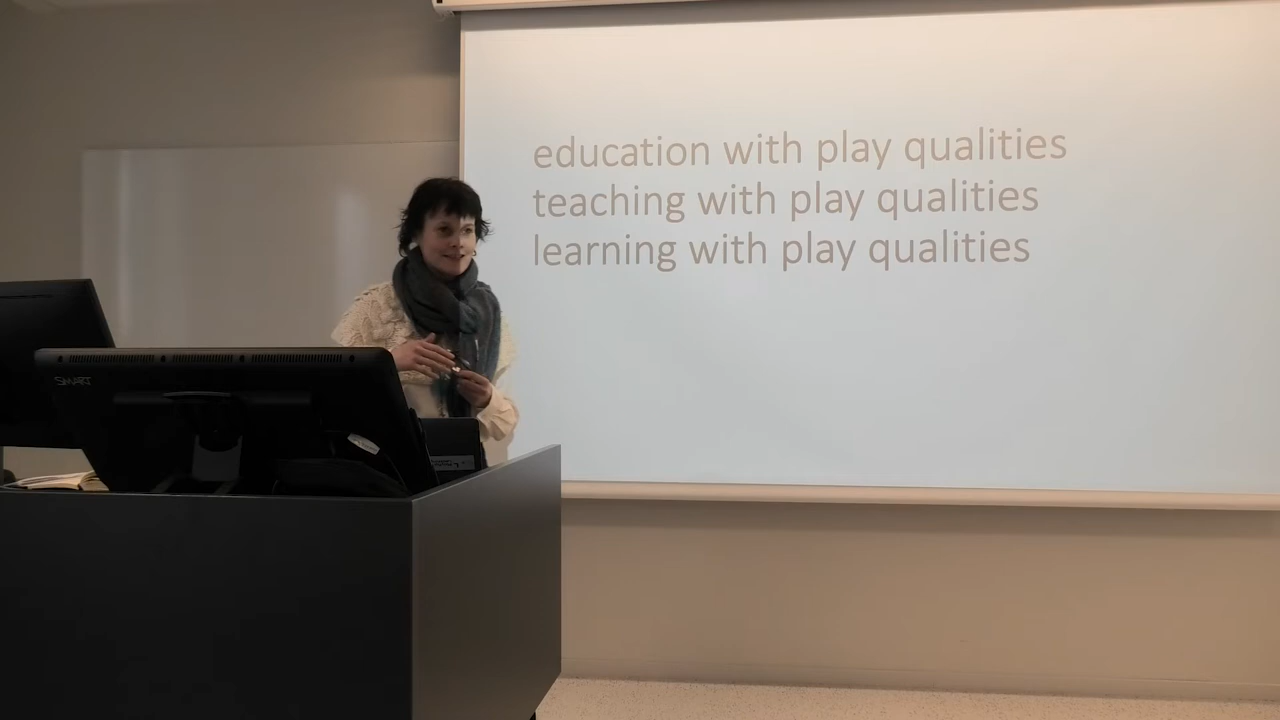 education with play qualities
teaching with play qualities
learning with play qualities
SMART